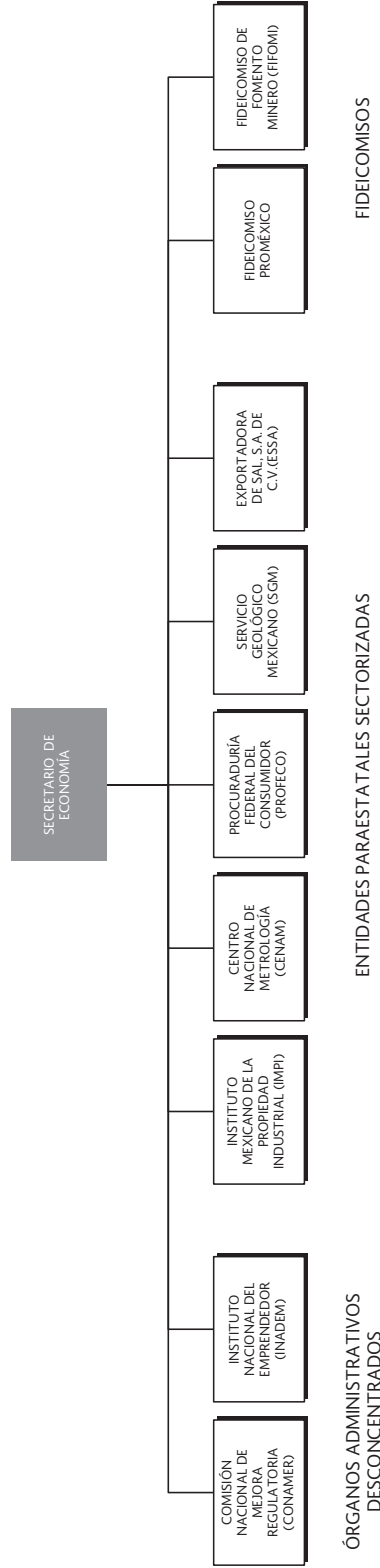 SECRETARIO DE
ECONOMÍA
COMISIÓN
NACIONAL DE
MEJORA
REGULATORIA
(CONAMER)
INSTITUTO
NACIONAL DEL
EMPRENDEDOR
(INADEM)
INSTITUTO
MEXICANO DE LA
PROPIEDAD
INDUSTRIAL (IMPI)
CENTRO
NACIONAL DE
METROLOGÍA
(CENAM)
PROCURADURÍA
FEDERAL DEL
CONSUMIDOR
(PROFECO)
SERVICIO
GEOLÓGICO
MEXICANO (SGM)
EXPORTADORA
DE SAL, S.A. DE
C.V.(ESSA)
FIDEICOMISO
PROMÉXICO
FIDEICOMISO DE
FOMENTO
MINERO (FIFOMI)
ÓRGANOS ADMINISTRATIVOS
DESCONCENTRADOS
ENTIDADES PARAESTATALES SECTORIZADAS
FIDEICOMISOS